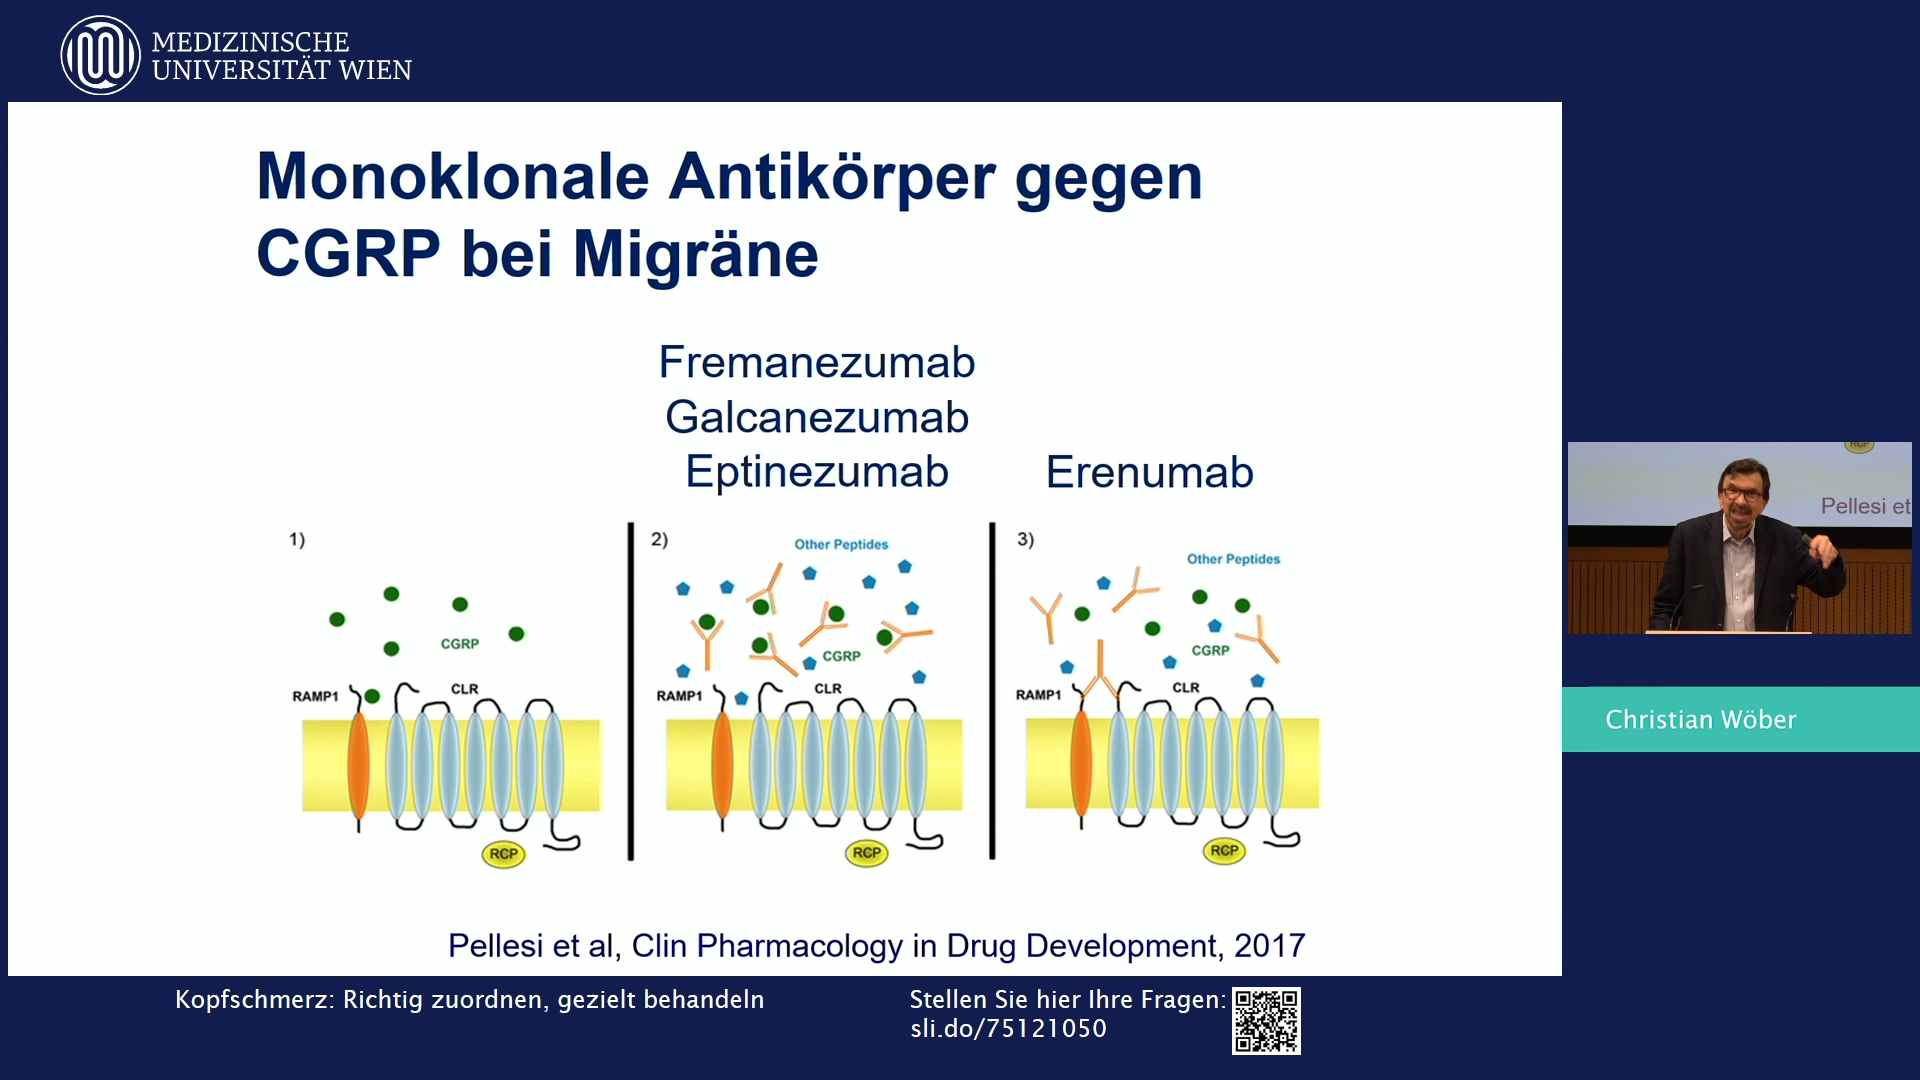 MEDIZINISCHE
UNIVERSITÄT WIEN
Monoklonale Antikörper gegen
CGRP bei Migräne
Fremanezumab
Galcanezumab
Eptinezumab
Erenumab
1)
CGRP
RAMP1
CLR
RCP
2)
Other Peptides
CGRP
RAMP1
CLR
RCP
3)
Other Peptides
CGRP
RAMP1
CLR
RCP
Pellesi et al, Clin Pharmacology in Drug Development, 2017
RCP
Pellesi et
Christian Wöber
Kopfschmerz: Richtig zuordnen, gezielt behandeln
Stellen Sie hier Ihre Fragen:
sli.do/75121050